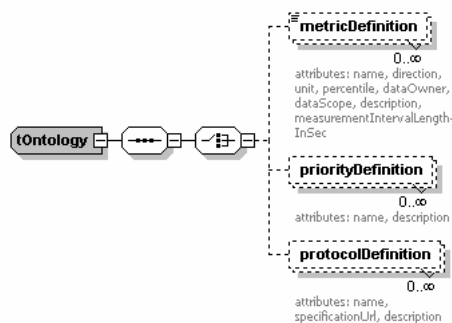 metricDefinition
0..∞
attributes: name, direction,
unit, percentile, dataOwner,
dataScope, description,
measurementIntervalLength-
InSec
tOntology
priorityDefinition
0..∞
attributes: name, description
protocolDefinition
0..∞
attributes: name,
specificationUrl, description